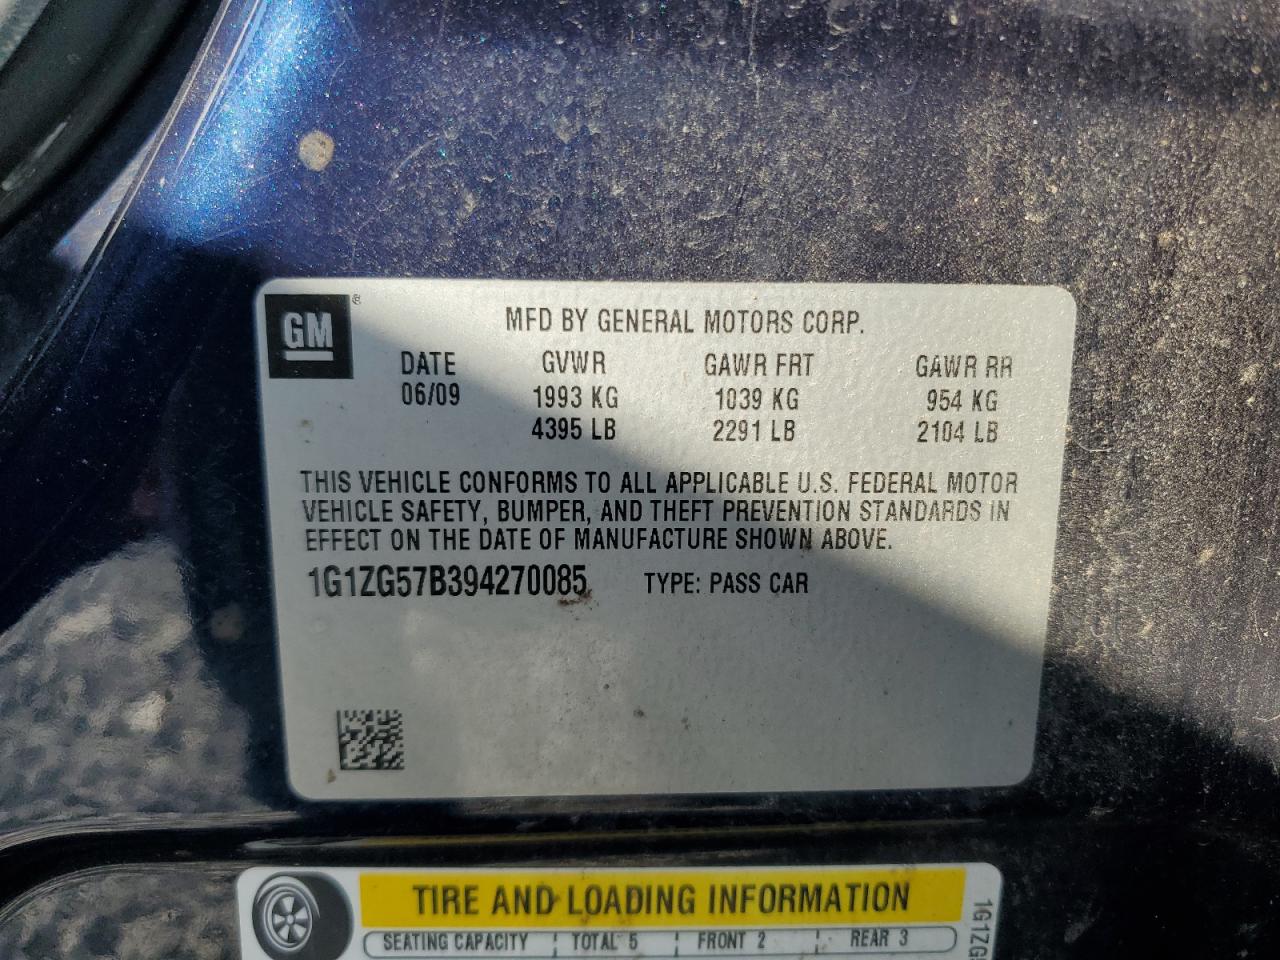 GM ®
MFD BY GENERAL MOTORS CORP.
DATE GVWR GAWR FRT GAWR RR
06/09 1993 KG 1039 KG 954 KG
4395 LB 2291 LB 2104 LB
THIS VEHICLE CONFORMS TO ALL APPLICABLE U.S. FEDERAL MOTOR
VEHICLE SAFETY, BUMPER, AND THEFT PREVENTION STANDARDS IN
EFFECT ON THE DATE OF MANUFACTURE SHOWN ABOVE.
1G1ZG57B394270085 TYPE: PASS CAR
TIRE AND LOADING INFORMATION
SEATING CAPACITY TOTAL 5 FRONT 2 REAR 3